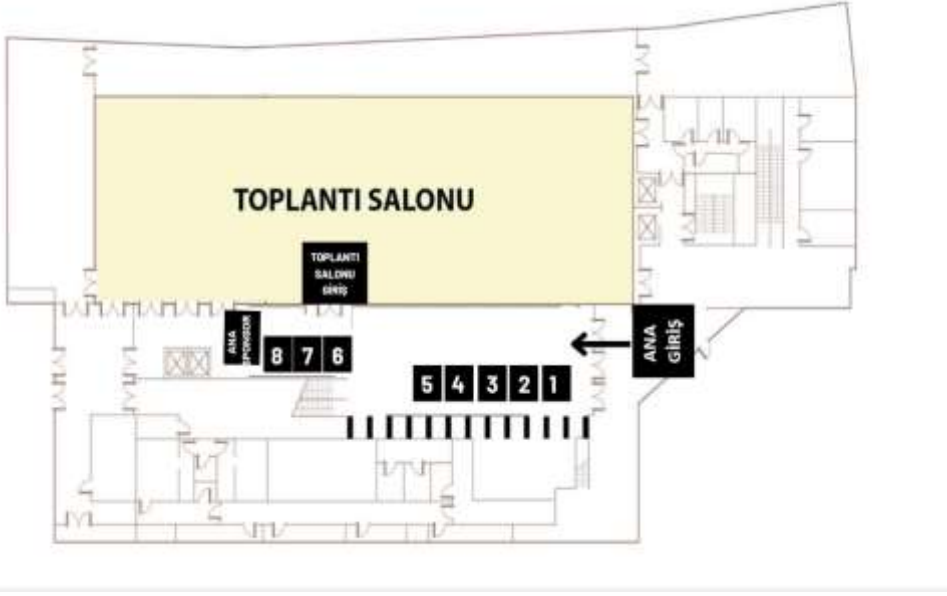 TOPLANTI SALONU
TOPLANTI
SALONU
GİRİŞ
ANA
SPONSOR
8 7 6
ANA
GİRİŞ
5 4 3 2 1